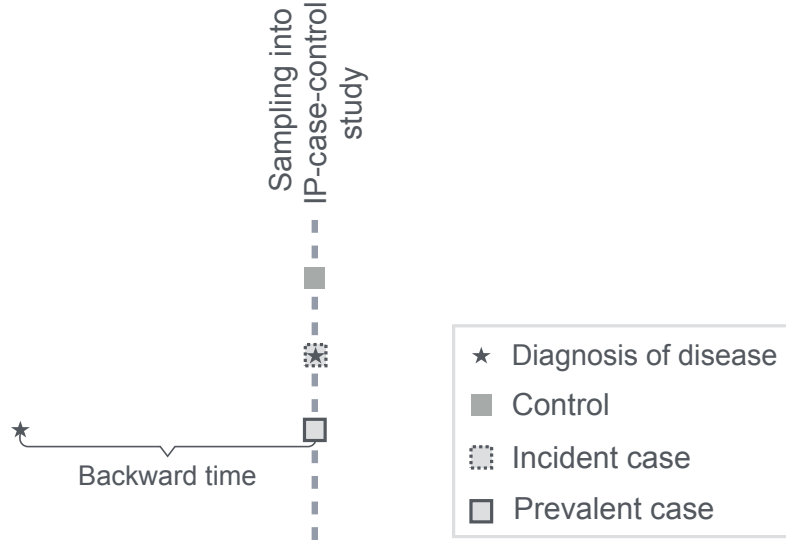 Sampling into
IP-case-control
study
Diagnosis of disease
Control
Incident case
Prevalent case
Backward time